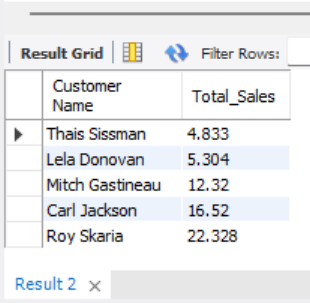 Result Grid Filter Rows:
Customer
Name Total_Sales
Thais Sissman 4.833
Lela Donovan 5.304
Mitch Gastineau 12.32
Carl Jackson 16.52
Roy Skaria 22.328
Result 2 ×